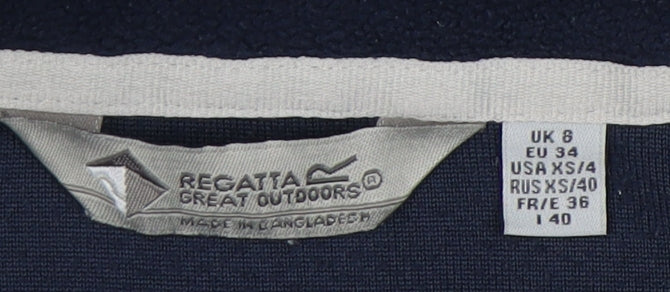 REGATTA R
GREAT OUTDOORS®
MADE IN BANGLADESH
UK 8
EU 34
USA XS/4
RUS XS/40
FR/E 36
I 40